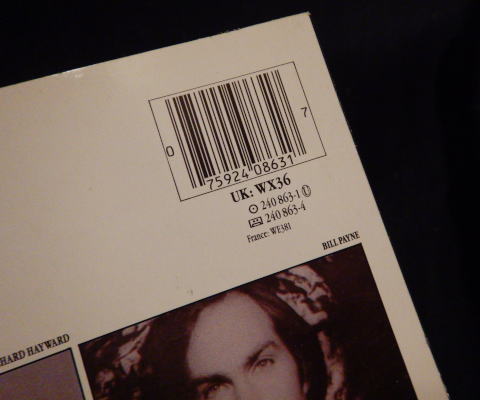 0 75924 08631 7
UK: WX36
240 863-1
240 863-4
France: WE381
BILL PAYNE
HARD HAYWARD